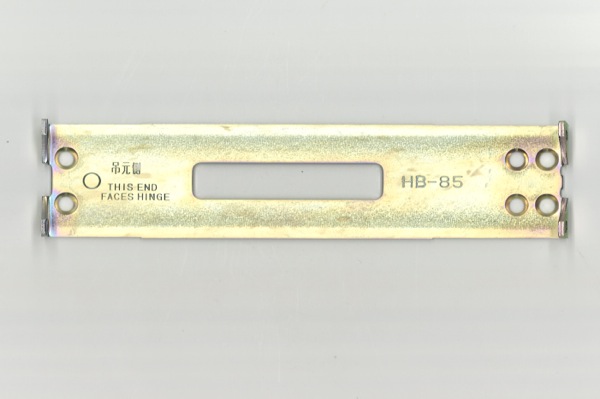 吊元側
THIS END
FACES HINGE
HB-85